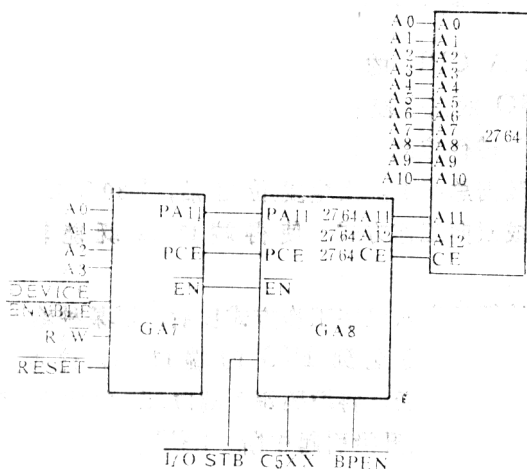 A0 A0
A1 A1
A2 A2
A3 A3
A4 A4
A5 A5
A6 A6
A7 A7 2764
A8 A8
A9 A9
A10 A10
A0 PA11 PA11 2764 A11 A11
A1 2764 A12 A12
A2 PCE PCE 2764 CE CE
A3
DEVICE EN EN
ENABLE
GA7 GA8
R W
RESET
I/O STB C5XX BPEN